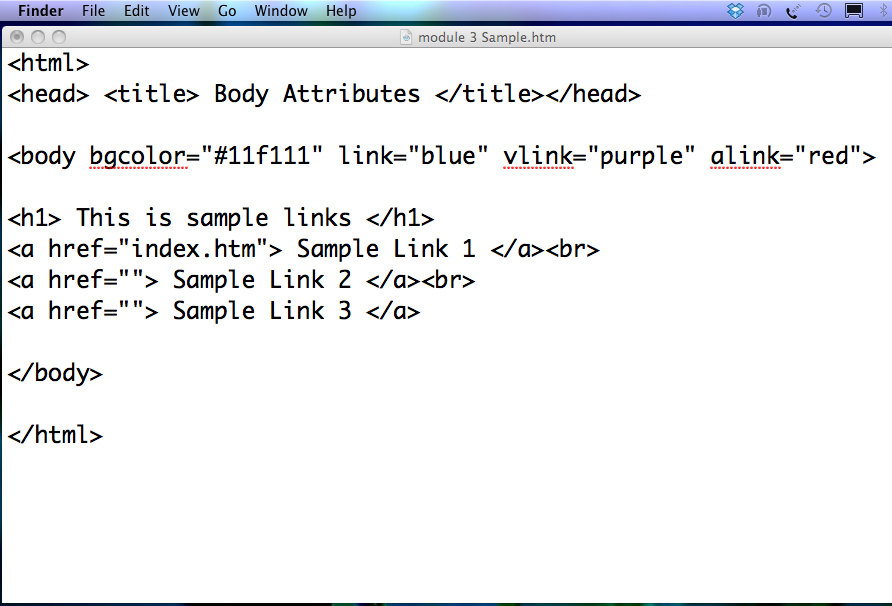 Finder File Edit View Go Window Help
module 3 Sample.htm
<html>
<head> <title> Body Attributes </title></head>
<body bgcolor="#11f111" link="blue" vlink="purple" alink="red">
<h1> This is sample links </h1>
<a href="index.htm"> Sample Link 1 </a><br>
<a href=""> Sample Link 2 </a><br>
<a href=""> Sample Link 3 </a>
</body>
</html>